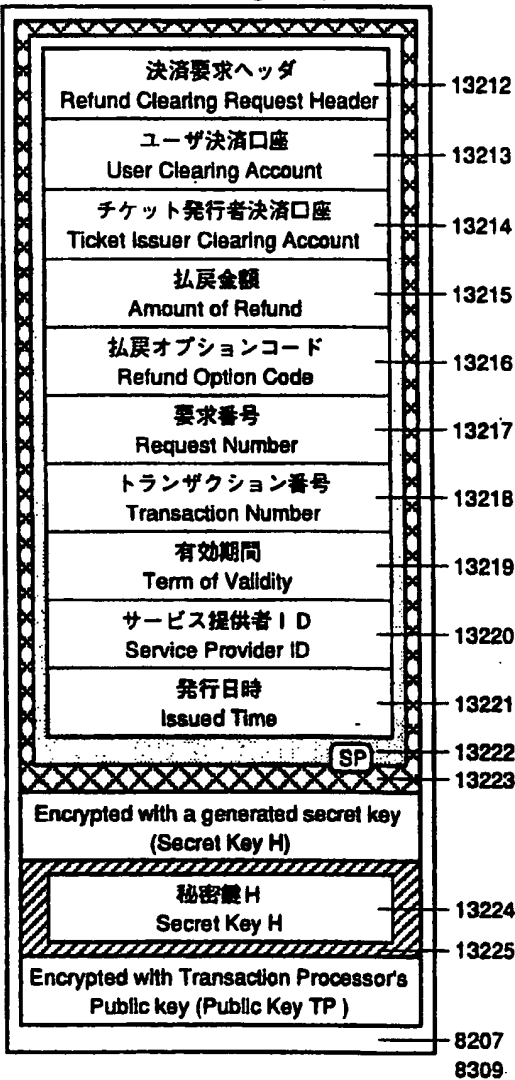 決済要求ヘッダ
Refund Clearing Request Header
13212
ユーザ決済口座
User Clearing Account
13213
チケット発行者決済口座
Ticket Issuer Clearing Account
13214
払戻金額
Amount of Refund
13215
払戻オプションコード
Refund Option Code
13216
要求番号
Request Number
13217
トランザクション番号
Transaction Number
13218
有効期間
Term of Validity
13219
サービス提供者ID
Service Provider ID
13220
発行日時
Issued Time
13221
SP
13222
13223
Encrypted with a generated secret key
(Secret Key H)
秘密鍵H
Secret Key H
13224
13225
Encrypted with Transaction Processor's
Public key (Public Key TP )
8207
8309